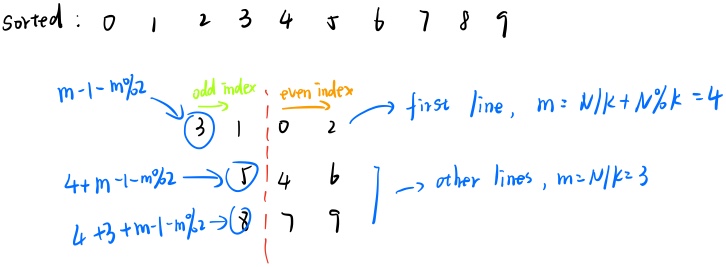 Sorted : 0 1 2 3 4 5 6 7 8 9
m-1-m%2
odd index even index
3 1 0 2 → first line, m = N/K + N%K = 4
4+m-1-m%2 → 5 4 6
→ other lines, m=N/K=3
4+3+m-1-m%2 → 8 7 9